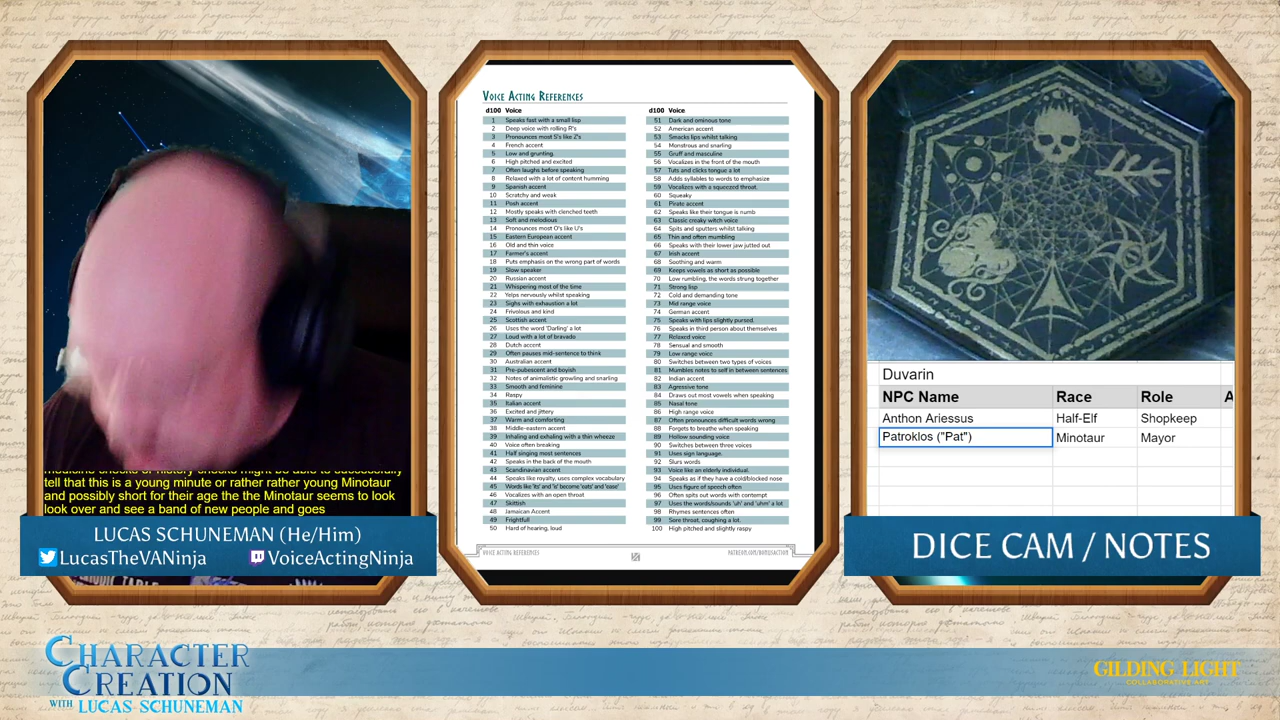 medicine checks or history checks might be able to successfully
tell that this is a young minute or rather rather young Minotaur
and possibly short for their age the the Minotaur seems to look
look over and see a band of new people and goes
LUCAS SCHUNEMAN (He/Him)
LucasTheVANinja VoiceActingNinja
VOICE ACTING REFERENCES
d100 Voice
1 Speaks fast with a small lisp
2 Deep voice with rolling R's
3 Pronounces most S's like Z's
4 French accent
5 Low and grunting.
6 High pitched and excited
7 Often laughs before speaking
8 Relaxed with a lot of content humming
9 Spanish accent
10 Scratchy and weak
11 Posh accent
12 Mostly speaks with clenched teeth
13 Soft and melodious
14 Pronounces most O's like U's
15 Eastern European accent
16 Old and thin voice
17 Farmer's accent
18 Puts emphasis on the wrong part of words
19 Slow speaker
20 Russian accent
21 Whispering most of the time
22 Yelps nervously whilst speaking
23 Sighs with exhaustion a lot
24 Frivolous and kind
25 Scottish accent
26 Uses the word 'Darling' a lot
27 Loud with a lot of bravado
28 Dutch accent
29 Often pauses mid-sentence to think
30 Australian accent
31 Pre-pubescent and boyish
32 Notes of animalistic growling and snarling
33 Smooth and feminine
34 Raspy
35 Italian accent
36 Excited and jittery
37 Warm and comforting
38 Middle-eastern accent
39 Inhaling and exhaling with a thin wheeze
40 Voice often breaking
41 Half singing most sentences
42 Speaks in the back of the mouth
43 Scandinavian accent
44 Speaks like royalty, uses complex vocabulary
45 Words like 'its' and 'is' become 'eats' and 'ease'
46 Vocalizes with an open throat
47 Skittish
48 Jamaican Accent
49 Frightfull
50 Hard of hearing, loud
d100 Voice
51 Dark and ominous tone
52 American accent
53 Smacks lips whilst talking
54 Monstrous and snarling
55 Gruff and masculine
56 Vocalizes in the front of the mouth
57 Tuts and clicks tongue a lot
58 Adds syllables to words to emphasize
59 Vocalizes with a squeezed throat.
60 Squeaky
61 Pirate accent
62 Speaks like their tongue is numb
63 Classic creaky witch voice
64 Spits and sputters whilst talking
65 Thin and often mumbling
66 Speaks with their lower jaw jutted out
67 Irish accent
68 Soothing and warm
69 Keeps vowels as short as possible
70 Low rumbling, the words strung together
71 Strong lisp
72 Cold and demanding tone
73 Mid range voice
74 German accent
75 Speaks with lips slightly pursed.
76 Speaks in third person about themselves
77 Relaxed voice
78 Sensual and smooth
79 Low range voice
80 Switches between two types of voices
81 Mumbles notes to self in between sentences
82 Indian accent
83 Agressive tone
84 Draws out most vowels when speaking
85 Nasal tone
86 High range voice
87 Often pronounces difficult words wrong
88 Forgets to breathe when speaking
89 Hollow sounding voice
90 Switches between three voices
91 Uses sign language.
92 Slurs words
93 Voice like an elderly individual.
94 Speaks as if they have a cold/blocked nose
95 Uses figure of speech often
96 Often spits out words with contempt
97 Uses the words/sounds 'uh' and 'uhm' a lot
98 Rhymes sentences often
99 Sore throat, coughing a lot.
100 High pitched and slightly raspy
VOICE ACTING REFERENCES PATREON.COM/BONUSACTION
Duvarin
NPC Name Race Role A
Anthon Ariessus Half-Elf Shopkeep
Patroklos ("Pat") Minotaur Mayor
DICE CAM / NOTES
CHARACTER
CREATION
WITH LUCAS SCHUNEMAN
GILDING LIGHT
COLLABORATIVE ART